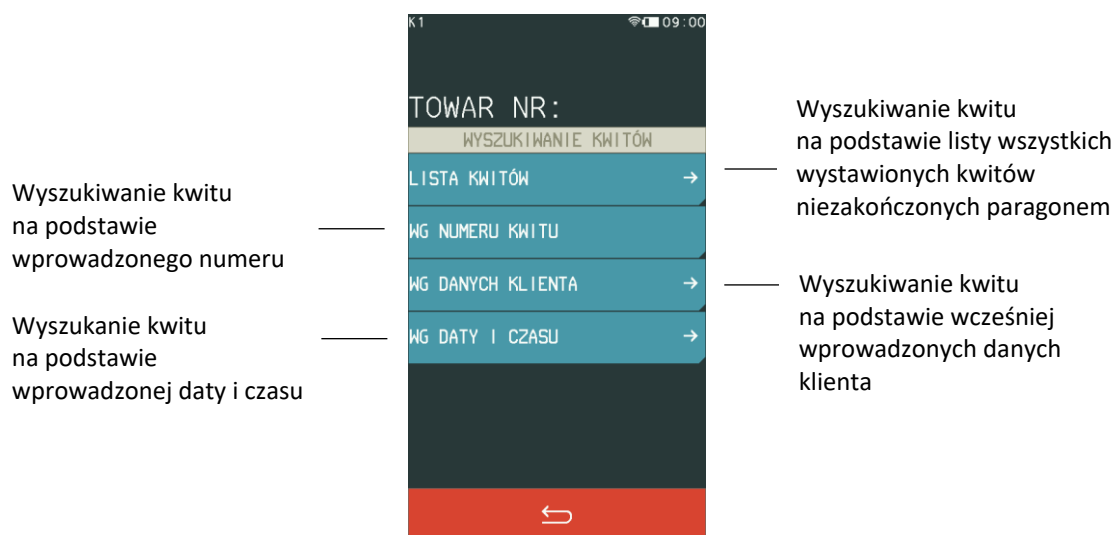 K1 09:00
TOWAR NR:
WYSZUKIWANIE KWITÓW
LISTA KWITÓW
WG NUMERU KWITU
WG DANYCH KLIENTA
WG DATY I CZASU
Wyszukiwanie kwitu
na podstawie
wprowadzonego numeru
Wyszukanie kwitu
na podstawie
wprowadzonej daty i czasu
Wyszukiwanie kwitu
na podstawie listy wszystkich
wystawionych kwitów
niezakończonych paragonem
Wyszukiwanie kwitu
na podstawie wcześniej
wprowadzonych danych
klienta